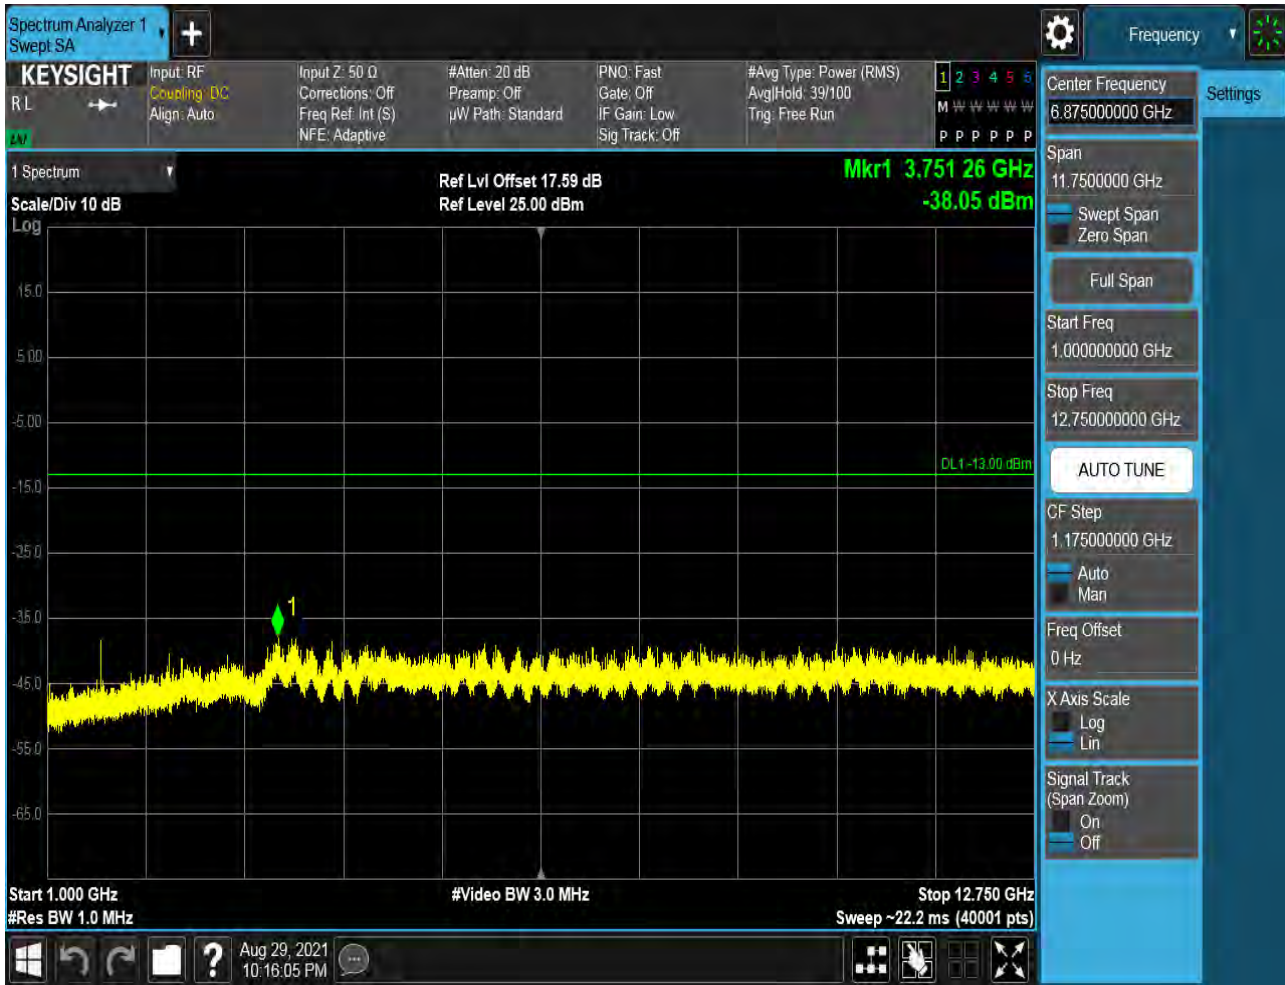 Spectrum Analyzer 1
Swept SA
Frequency
KEYSIGHT
R L
Input: RF
Coupling: DC
Align: Auto
Input Z: 50 Ω
Corrections: Off
Freq Ref: Int (S)
NFE: Adaptive
#Atten: 20 dB
Preamp: Off
µW Path: Standard
PNO: Fast
Gate: Off
IF Gain: Low
Sig Track: Off
#Avg Type: Power (RMS)
Avg|Hold: 39/100
Trig: Free Run
1 2 3 4 5 6
M W W W W W
P P P P P P
1 Spectrum
Scale/Div 10 dB
Log
Ref Lvl Offset 17.59 dB
Ref Level 25.00 dBm
Mkr1 3.751 26 GHz
-38.05 dBm
15.0
5.00
-5.00
DL1 -13.00 dBm
-15.0
-25.0
1
-35.0
-45.0
-55.0
-65.0
Start 1.000 GHz
#Res BW 1.0 MHz
#Video BW 3.0 MHz
Stop 12.750 GHz
Sweep ~22.2 ms (40001 pts)
Center Frequency
6.875000000 GHz
Settings
Span
11.7500000 GHz
Swept Span
Zero Span
Full Span
Start Freq
1.000000000 GHz
Stop Freq
12.750000000 GHz
AUTO TUNE
CF Step
1.175000000 GHz
Auto
Man
Freq Offset
0 Hz
X Axis Scale
Log
Lin
Signal Track
(Span Zoom)
On
Off
?
Aug 29, 2021
10:16:05 PM